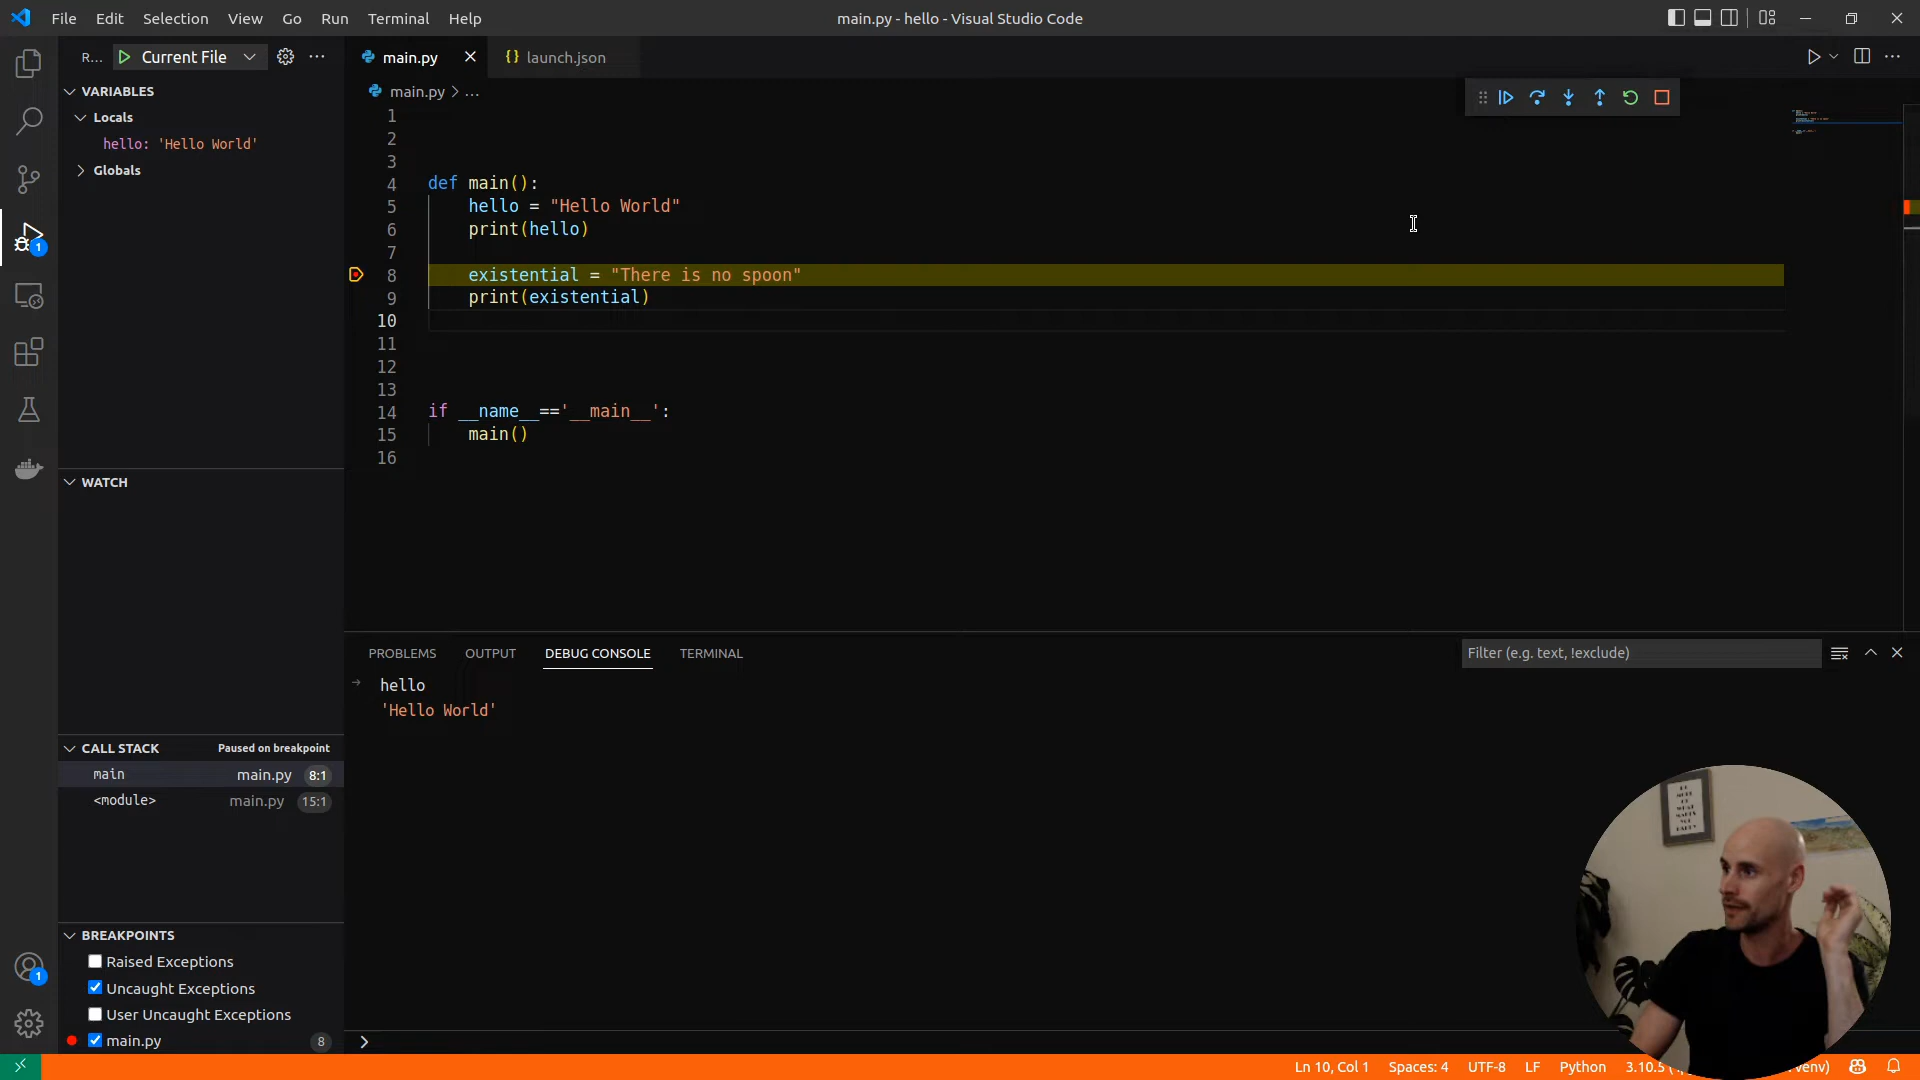 File Edit Selection View Go Run Terminal Help
main.py - hello - Visual Studio Code
R... Current File
main.py
launch.json
main.py > ...
VARIABLES
Locals
hello: 'Hello World'
Globals
1
2
3
4 def main():
5 hello = "Hello World"
6 print(hello)
7
8 existential = "There is no spoon"
9 print(existential)
10
11
12
13
14 if __name__=='__main__':
15 main()
16
WATCH
CALL STACK Paused on breakpoint
main main.py 8:1
<module> main.py 15:1
BREAKPOINTS
Raised Exceptions
Uncaught Exceptions
User Uncaught Exceptions
main.py 8
1
1
PROBLEMS OUTPUT DEBUG CONSOLE TERMINAL
Filter (e.g. text, !exclude)
hello
'Hello World'
Ln 10, Col 1 Spaces: 4 UTF-8 LF Python 3.10.5 venv)